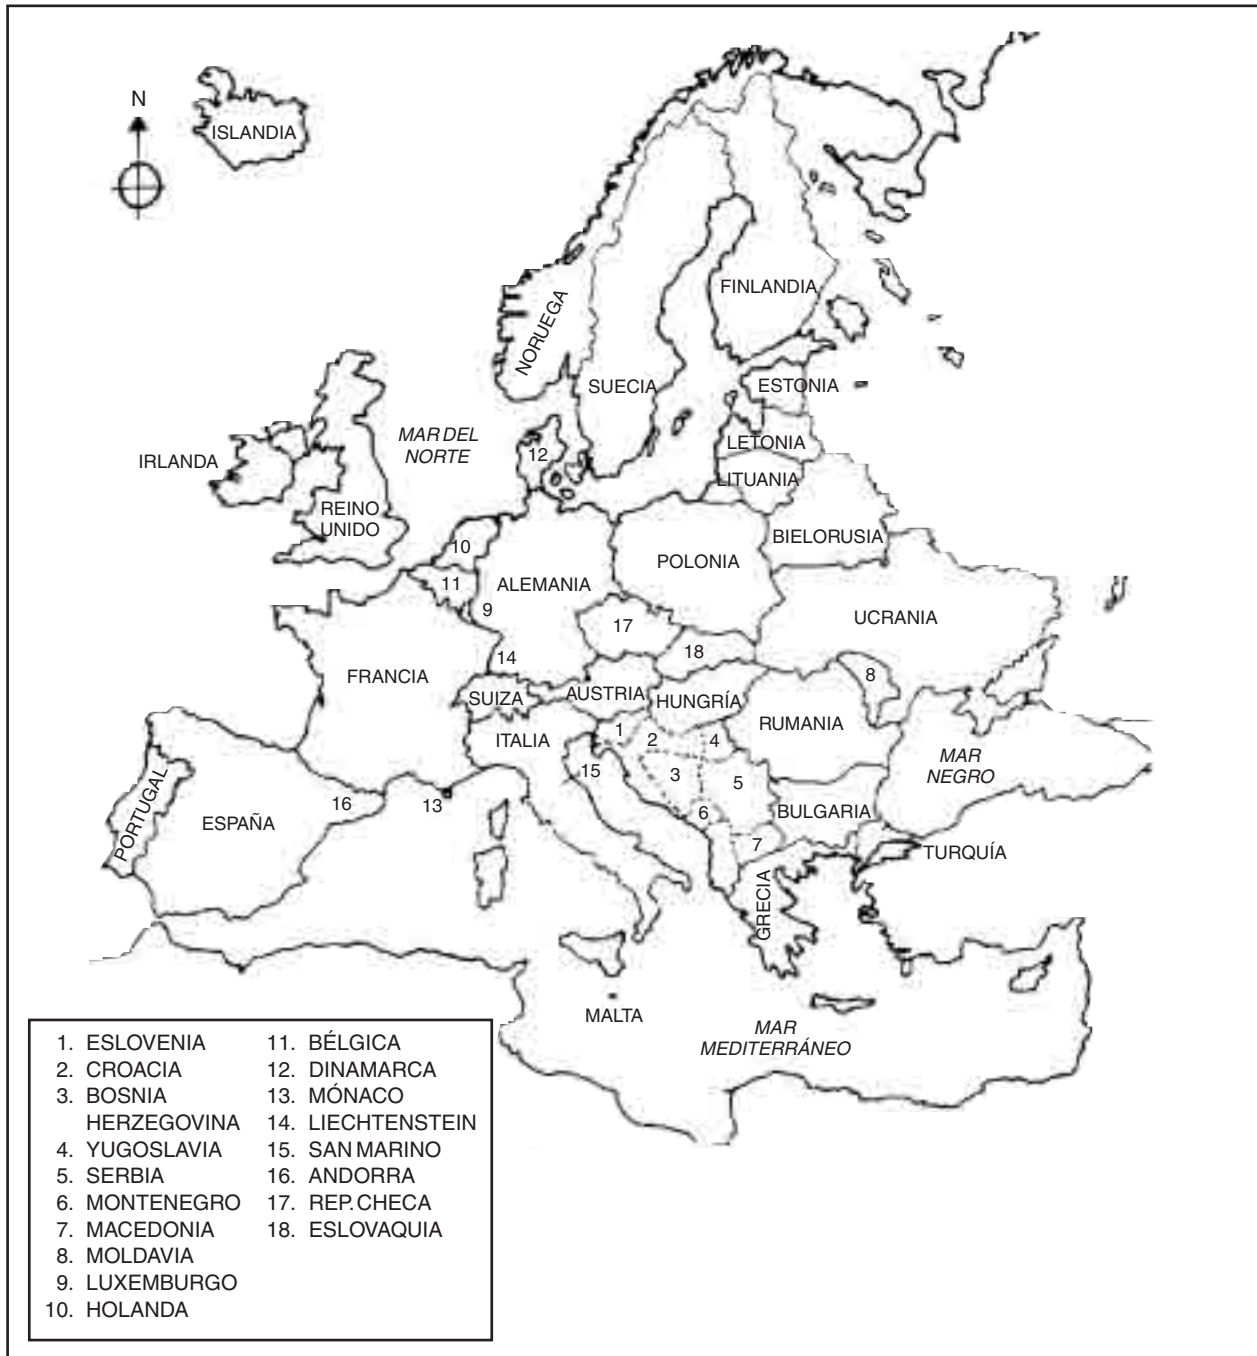 N
ISLANDIA
FINLANDIA
NORUEGA
SUECIA
ESTONIA
MAR DEL
NORTE
12
LETONIA
IRLANDA
LITUANIA
REINO
UNIDO
BIELORUSIA
10
POLONIA
11
ALEMANIA
9
UCRANIA
17
18
14
FRANCIA
8
SUIZA
AUSTRIA
HUNGRÍA
RUMANIA
1
2
4
ITALIA
MAR
NEGRO
15
3
5
16
13
6
BULGARIA
PORTUGAL
ESPAÑA
7
TURQUÍA
GRECIA
MALTA
MAR
MEDITERRÁNEO
1. ESLOVENIA
2. CROACIA
3. BOSNIA
HERZEGOVINA
4. YUGOSLAVIA
5. SERBIA
6. MONTENEGRO
7. MACEDONIA
8. MOLDAVIA
9. LUXEMBURGO
10. HOLANDA
11. BÉLGICA
12. DINAMARCA
13. MÓNACO
14. LIECHTENSTEIN
15. SAN MARINO
16. ANDORRA
17. REP. CHECA
18. ESLOVAQUIA